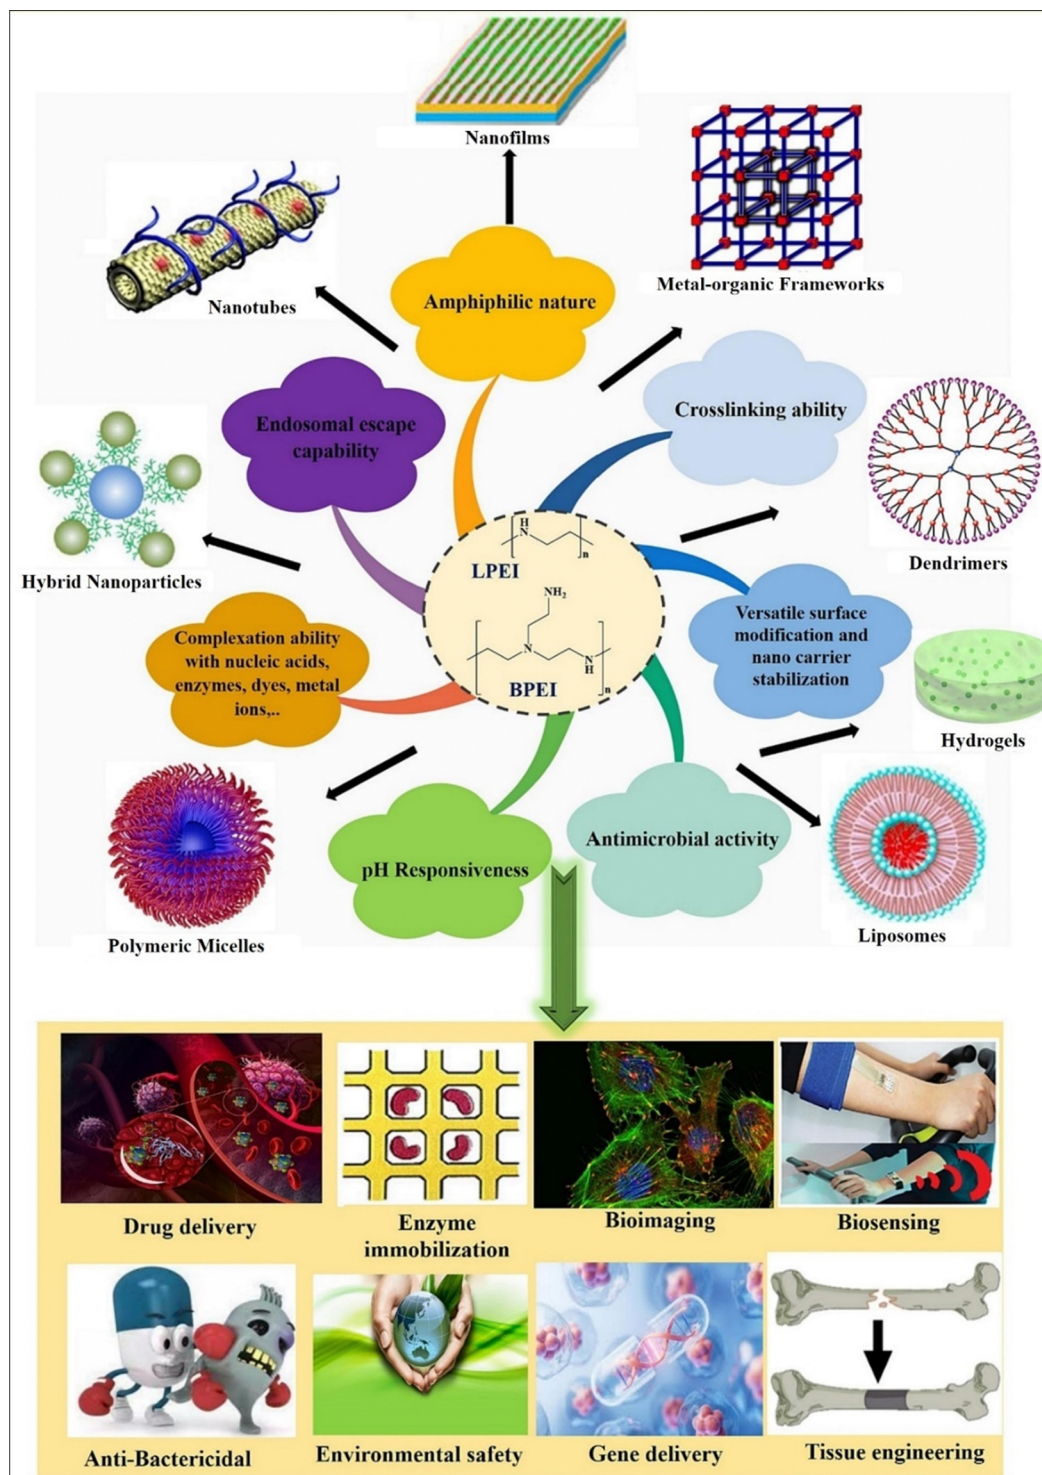 Nanofilms
Metal-organic Frameworks
Nanotubes
Amphiphilic nature
Crosslinking ability
Endosomal escape
capability
Hybrid Nanoparticles
Dendrimers
H
N
n
LPEI
NH2
N
N
H
n
BPEI
Complexation ability
with nucleic acids,
enzymes, dyes, metal
ions,..
Versatile surface
modification and
nano carrier
stabilization
Hydrogels
Polymeric Micelles
pH Responsiveness
Antimicrobial activity
Liposomes
Drug delivery
Enzyme
immobilization
Bioimaging
Biosensing
Anti-Bactericidal
Environmental safety
Gene delivery
Tissue engineering